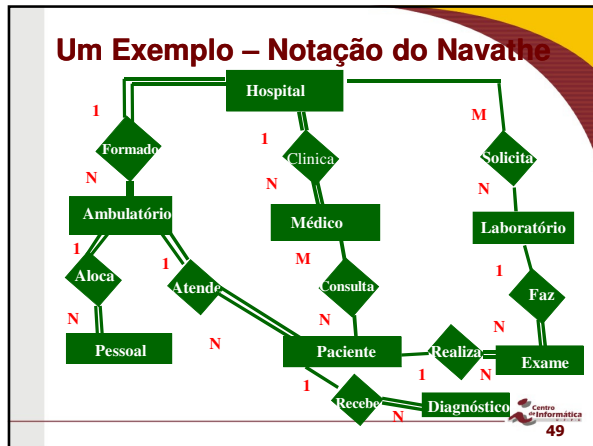 Um Exemplo – Notação do Navathe
Hospital
1
1
M
Formado
Clinica
Solicita
N
N
N
Ambulatório
Médico
Laboratório
1
1
M
1
Aloca
Atende
Consulta
Faz
N
N
N
N
Pessoal
Paciente
Realiza
Exame
1
1
N
Recebe
N
Diagnóstico
Centro
de Informática
49